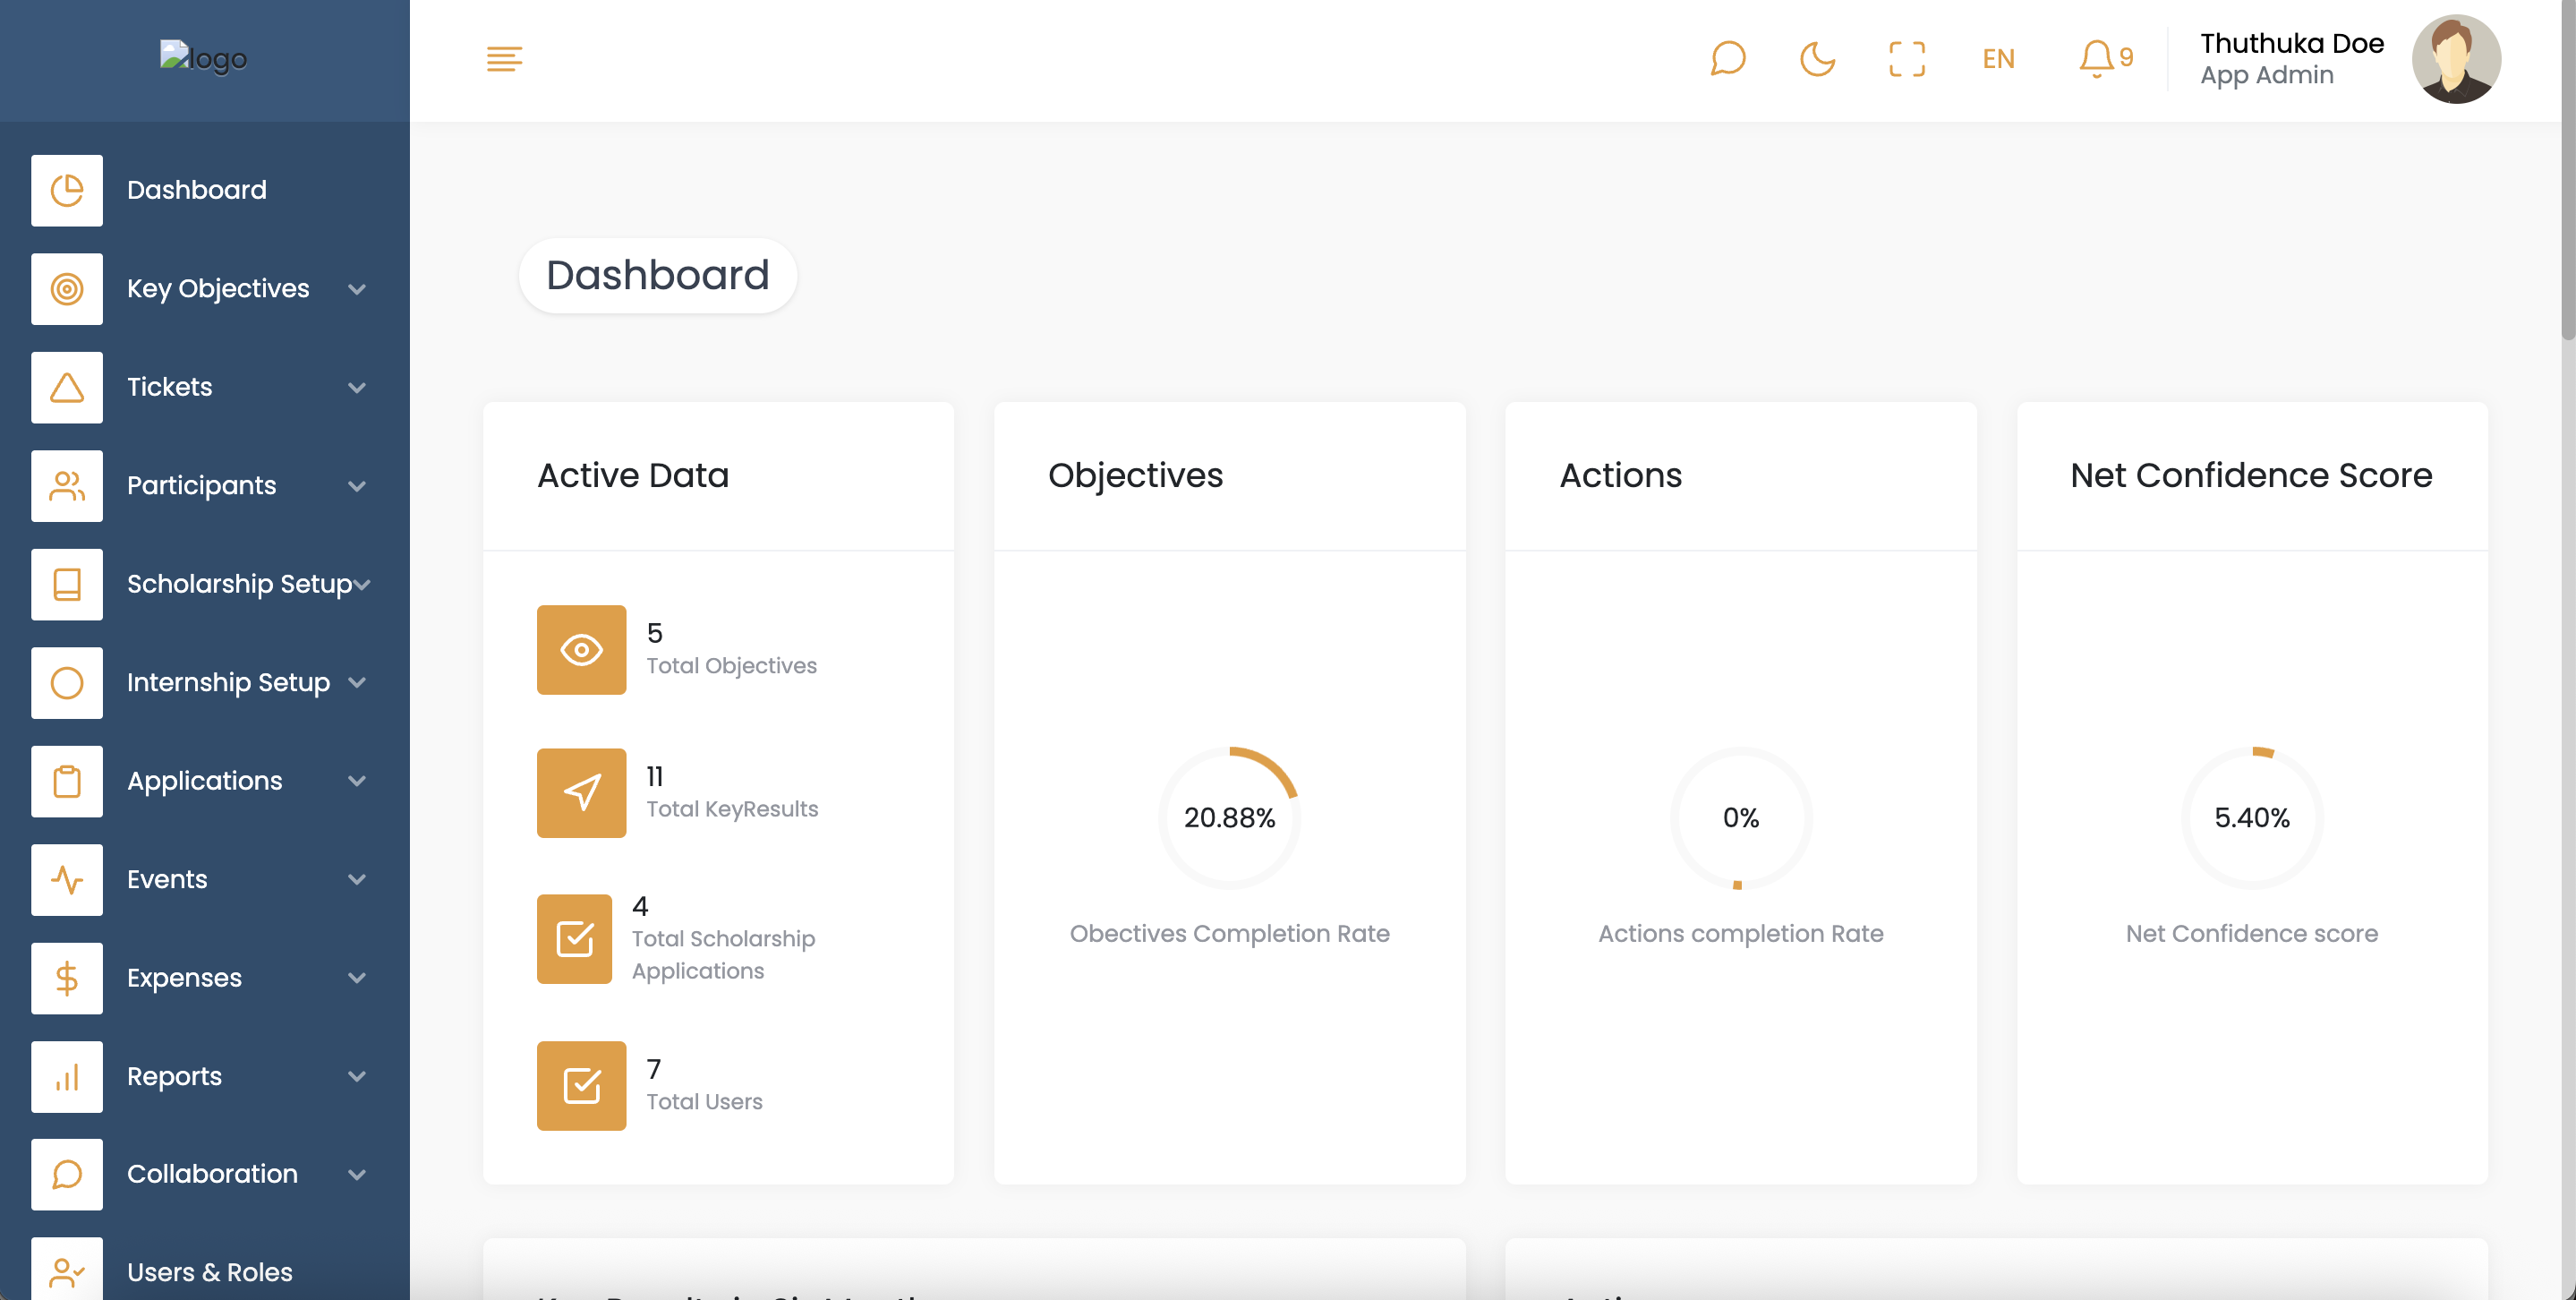 logo
EN
9
Thuthuka Doe
App Admin
Dashboard
Key Objectives
Tickets
Participants
Scholarship Setup
Internship Setup
Applications
Events
Expenses
Reports
Collaboration
Users & Roles
Dashboard
Active Data
5
Total Objectives
11
Total KeyResults
4
Total Scholarship
Applications
7
Total Users
Objectives
20.88%
Obectives Completion Rate
Actions
0%
Actions completion Rate
Net Confidence Score
5.40%
Net Confidence score